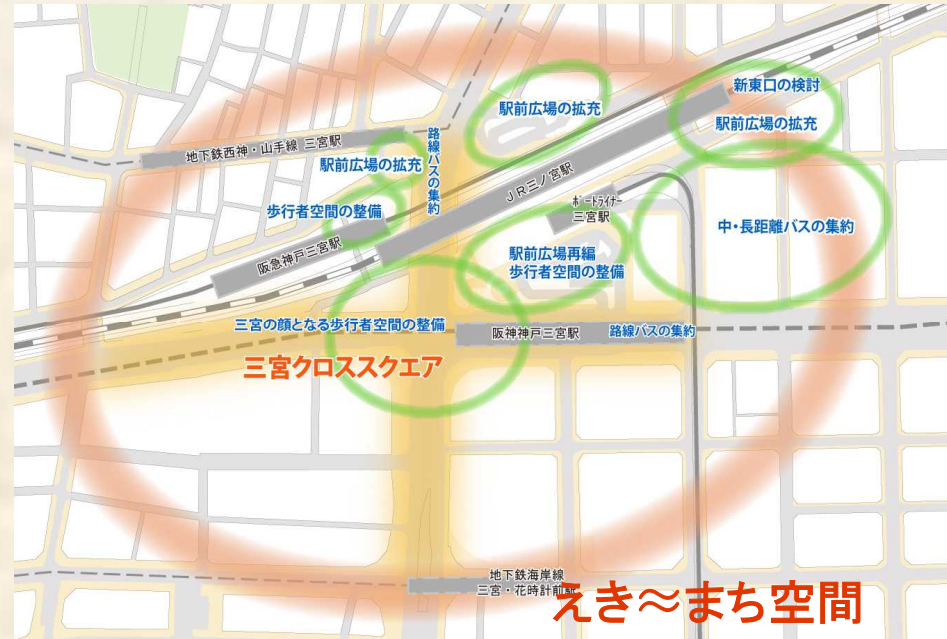 新東口の検討
駅前広場の拡充
駅前広場の拡充
路線バスの集約
地下鉄西神・山手線 三宮駅
駅前広場の拡充
JR三ノ宮駅
ポートライナー
三宮駅
歩行者空間の整備
中・長距離バスの集約
阪急神戸三宮駅
駅前広場再編
歩行者空間の整備
三宮の顔となる歩行者空間の整備
阪神神戸三宮駅
路線バスの集約
三宮クロススクエア
地下鉄海岸線
三宮・花時計前駅
えき～まち空間